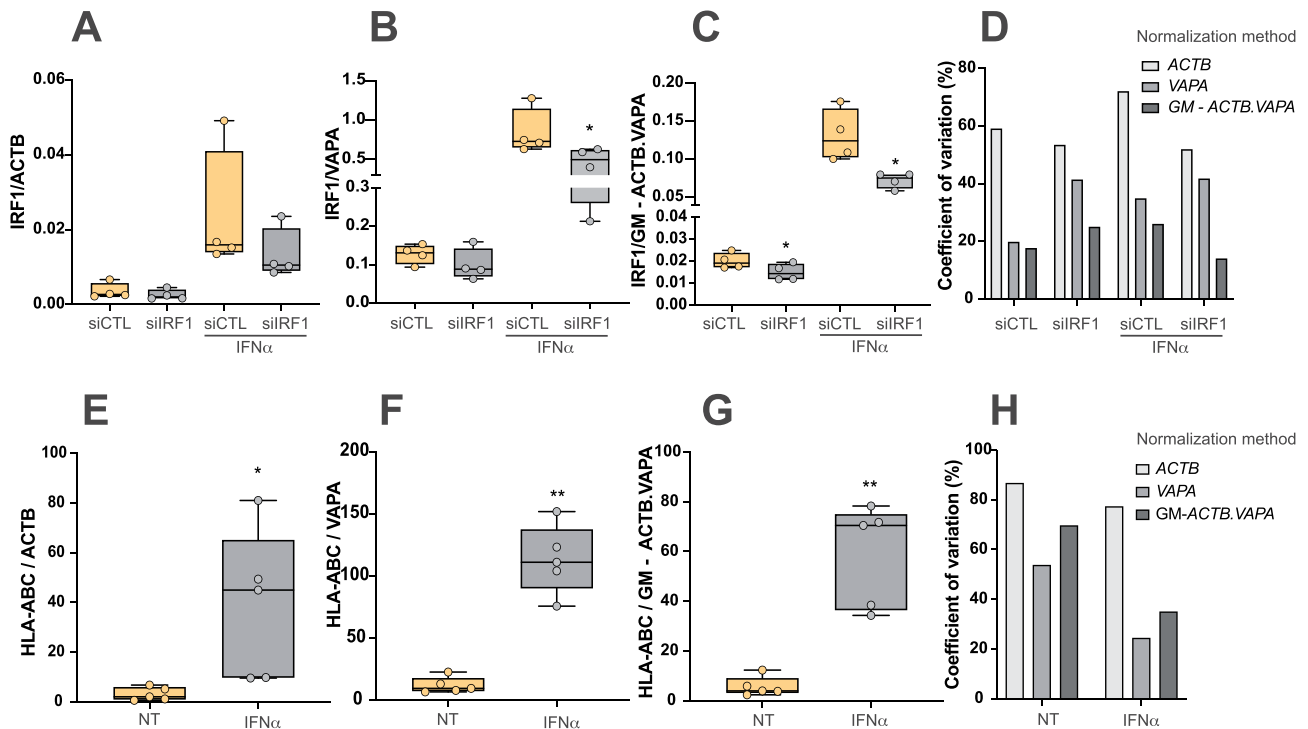 A
IRF1/ACTB
0.06
0.04
0.02
0.00
siCTL
siIRF1
siCTL
siIRF1
IFNα
B
IRF1/VAPA
1.5
1.0
0.5
0.3
0.2
0.1
0.0
*
siCTL
siIRF1
siCTL
siIRF1
IFNα
C
IRF1/GM - ACTB.VAPA
0.20
0.15
0.10
0.05
0.04
0.03
0.02
0.01
0.00
*
*
siCTL
siIRF1
siCTL
siIRF1
IFNα
D
Normalization method
ACTB
VAPA
GM - ACTB.VAPA
Coefficient of variation (%)
80
60
40
20
0
siCTL
siIRF1
siCTL
siIRF1
IFNα
E
HLA-ABC / ACTB
100
80
60
40
20
0
*
NT
IFNα
F
HLA-ABC / VAPA
200
150
100
50
0
**
NT
IFNα
G
HLA-ABC / GM - ACTB.VAPA
100
80
60
40
20
0
**
NT
IFNα
H
Normalization method
ACTB
VAPA
GM-ACTB.VAPA
Coefficient of variation (%)
100
80
60
40
20
0
NT
IFNα